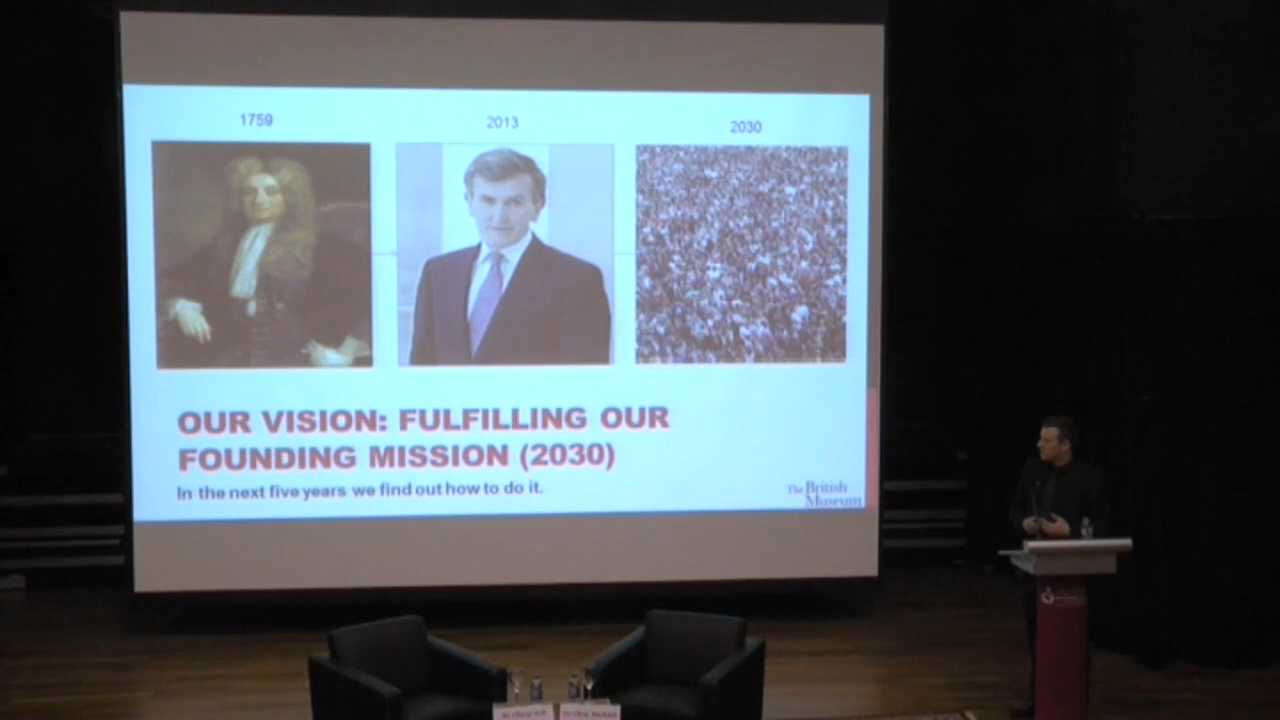 1759
2013
2030
OUR VISION: FULFILLING OUR
FOUNDING MISSION (2030)
In the next five years we find out how to do it.
The British
Museum